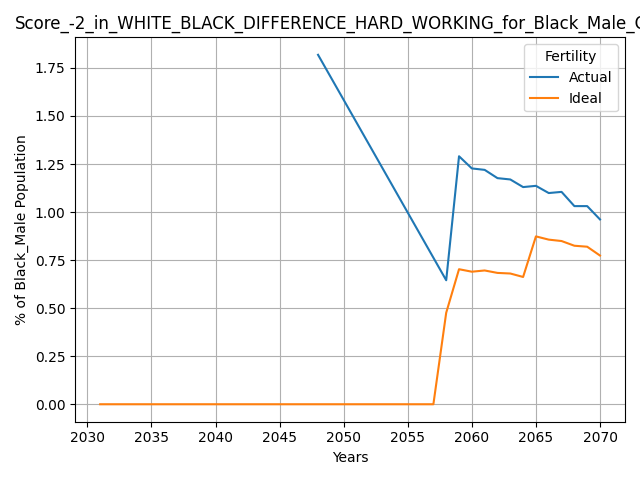 Score_-2_in_WHITE_BLACK_DIFFERENCE_HARD_WORKING_for_Black_Male_
Fertility
Actual
Ideal
1.75
1.50
1.25
1.00
0.75
0.50
0.25
0.00
% of Black_Male Population
2030 2035 2040 2045 2050 2055 2060 2065 2070
Years